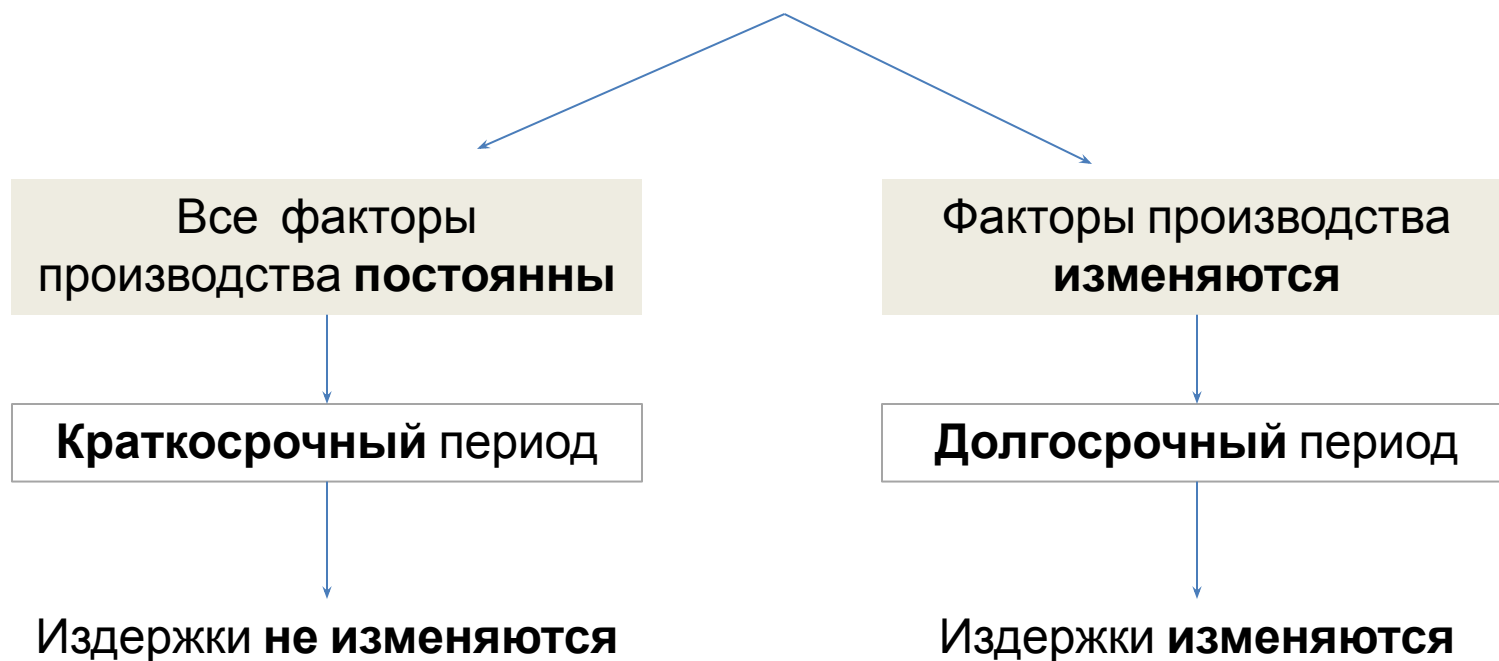 Все факторы
производства постоянны
Факторы производства
изменяются
Краткосрочный период
Долгосрочный период
Издержки не изменяются
Издержки изменяются